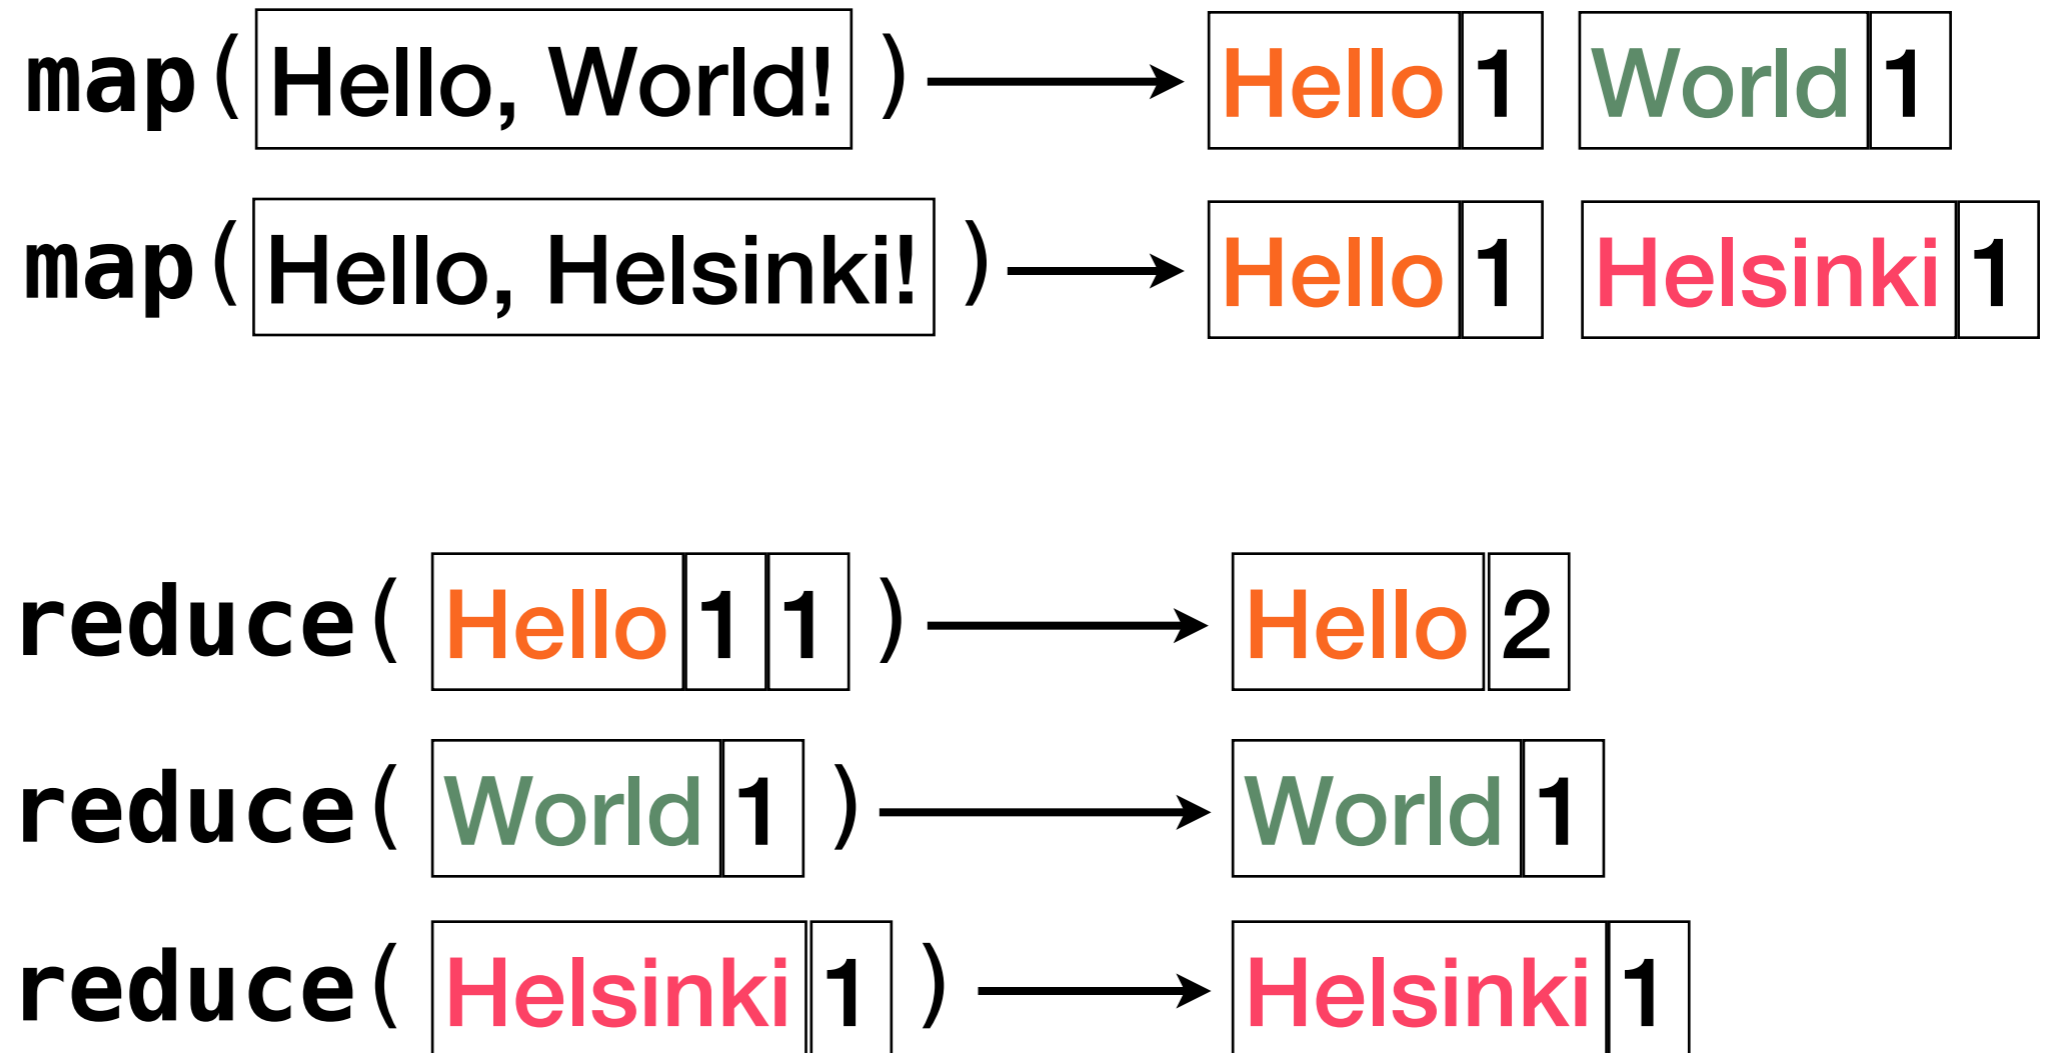 map( Hello, World! ) Hello 1 World 1
map( Hello, Helsinki! ) Hello 1 Helsinki 1
reduce( Hello 1 1 ) Hello 2
reduce( World 1 ) World 1
reduce( Helsinki 1 ) Helsinki 1